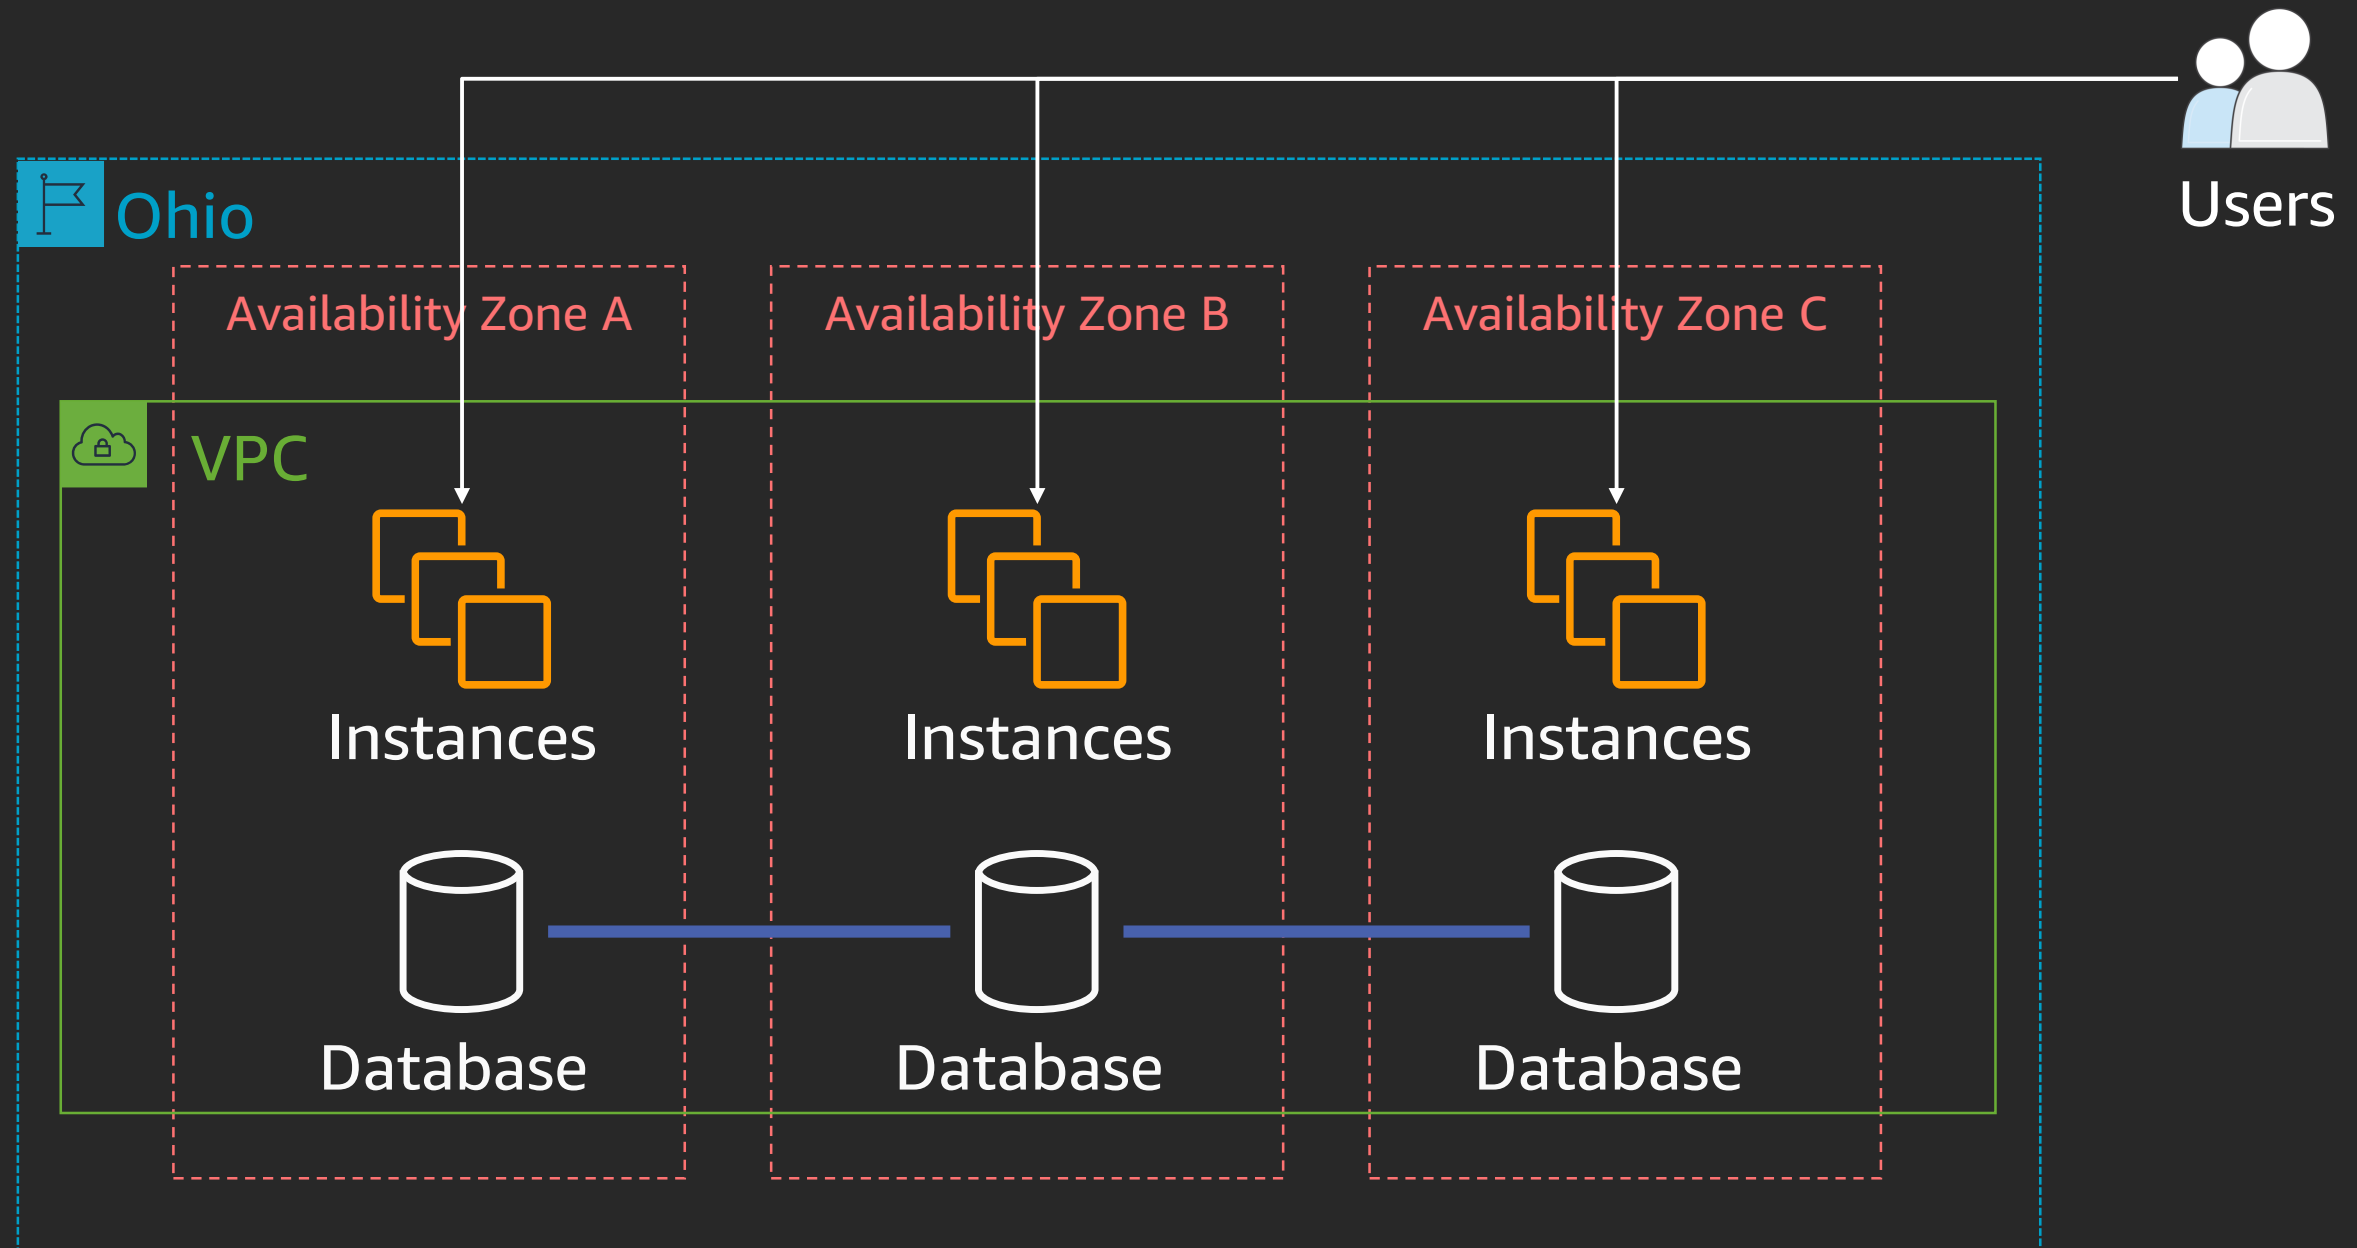 Users
Ohio
Availability Zone A
Availability Zone B
Availability Zone C
VPC
Instances
Instances
Instances
Database
Database
Database